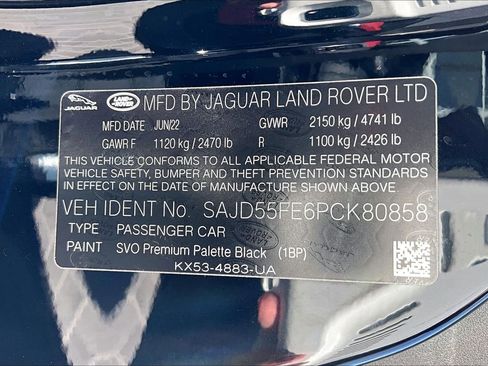 JAGUAR LAND ROVER MFD BY JAGUAR LAND ROVER LTD
MFD DATE JUN/22 GVWR 2150 kg / 4741 lb
GAWR F 1120 kg / 2470 lb R 1100 kg / 2426 lb
THIS VEHICLE CONFORMS TO ALL APPLICABLE FEDERAL MOTOR
VEHICLE SAFETY, BUMPER AND THEFT PREVENTION STANDARDS
IN EFFECT ON THE DATE OF MANUFACTURE SHOWN ABOVE.
VEH IDENT No. SAJD55FE6PCK80858
TYPE PASSENGER CAR
PAINT SVO Premium Palette Black (1BP)
KX53-4883-UA